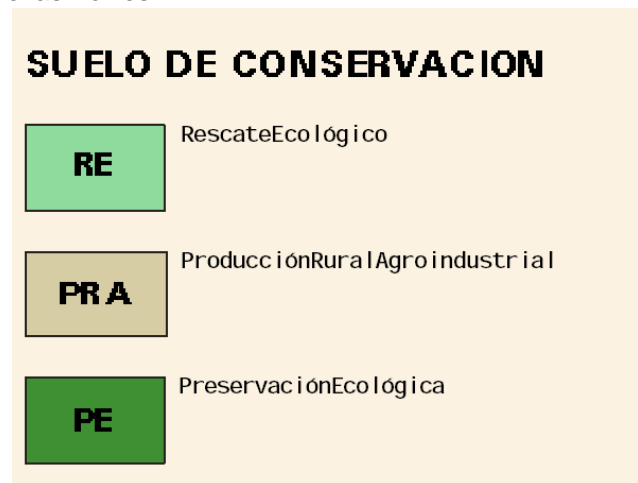 SUELO DE CONSERVACION
RE
RescateEcológico
PRA
ProducciónRuralAgroindustrial
PE
PreservaciónEcológica